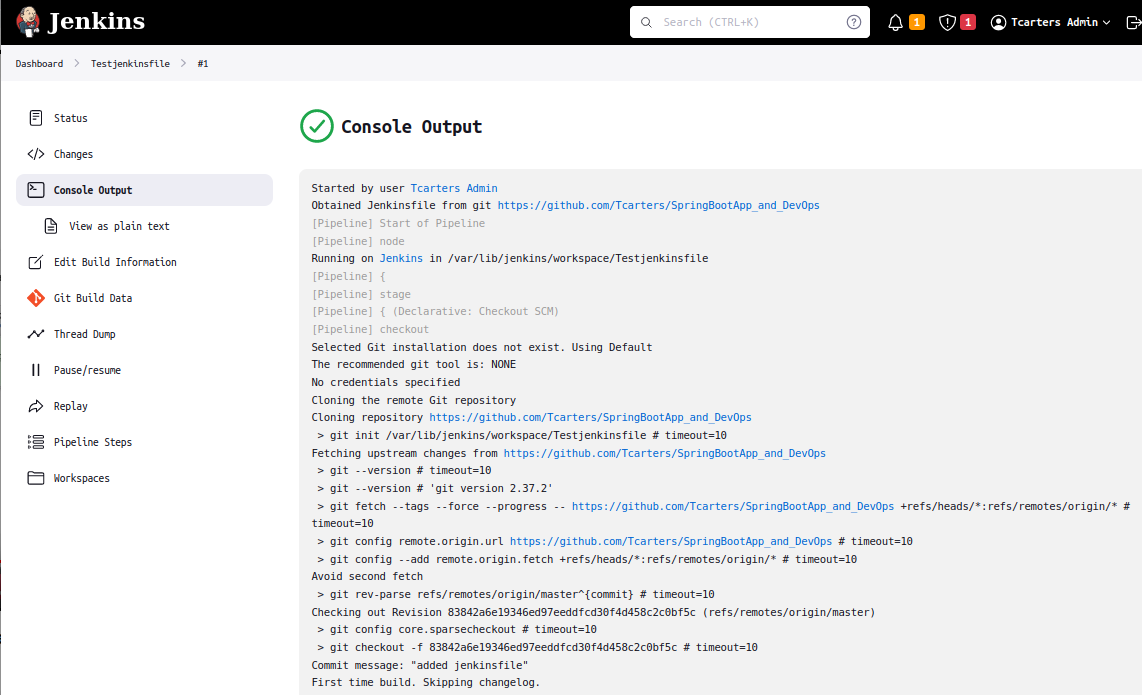 Jenkins
Search (CTRL+K)
1
1
Tcarters Admin
Dashboard
Testjenkinsfile
#1
Status
Changes
Console Output
View as plain text
Edit Build Information
Git Build Data
Thread Dump
Pause/resume
Replay
Pipeline Steps
Workspaces
Console Output
Started by user Tcarters Admin
Obtained Jenkinsfile from git https://github.com/Tcarters/SpringBootApp_and_DevOps
[Pipeline] Start of Pipeline
[Pipeline] node
Running on Jenkins in /var/lib/jenkins/workspace/Testjenkinsfile
[Pipeline] {
[Pipeline] stage
[Pipeline] { (Declarative: Checkout SCM)
[Pipeline] checkout
Selected Git installation does not exist. Using Default
The recommended git tool is: NONE
No credentials specified
Cloning the remote Git repository
Cloning repository https://github.com/Tcarters/SpringBootApp_and_DevOps
> git init /var/lib/jenkins/workspace/Testjenkinsfile # timeout=10
Fetching upstream changes from https://github.com/Tcarters/SpringBootApp_and_DevOps
> git --version # timeout=10
> git --version # 'git version 2.37.2'
> git fetch --tags --force --progress -- https://github.com/Tcarters/SpringBootApp_and_DevOps +refs/heads/*:refs/remotes/origin/* #
timeout=10
> git config remote.origin.url https://github.com/Tcarters/SpringBootApp_and_DevOps # timeout=10
> git config --add remote.origin.fetch +refs/heads/*:refs/remotes/origin/* # timeout=10
Avoid second fetch
> git rev-parse refs/remotes/origin/master^{commit} # timeout=10
Checking out Revision 83842a6e19346ed97eeddfcd30f4d458c2c0bf5c (refs/remotes/origin/master)
> git config core.sparsecheckout # timeout=10
> git checkout -f 83842a6e19346ed97eeddfcd30f4d458c2c0bf5c # timeout=10
Commit message: "added jenkinsfile"
First time build. Skipping changelog.